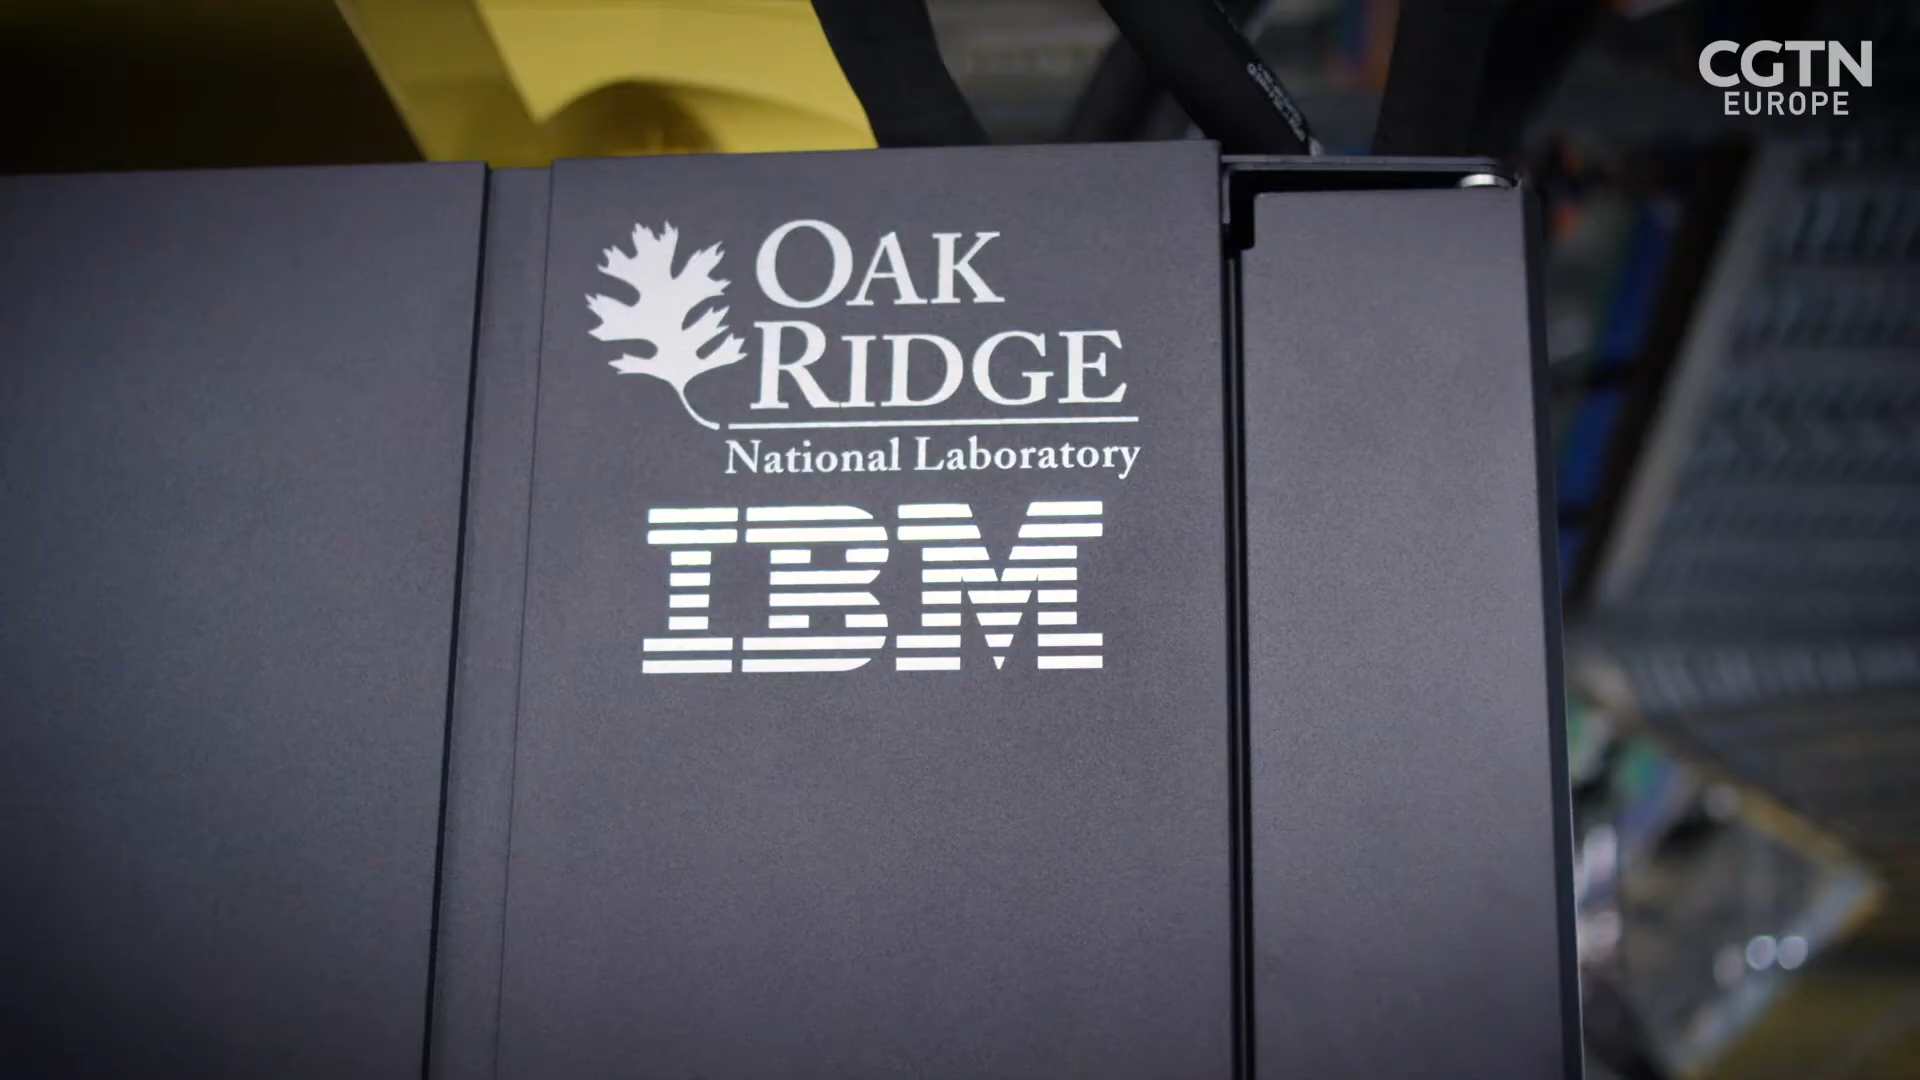 CGTN
EUROPE
OAK
RIDGE
National Laboratory
IBM